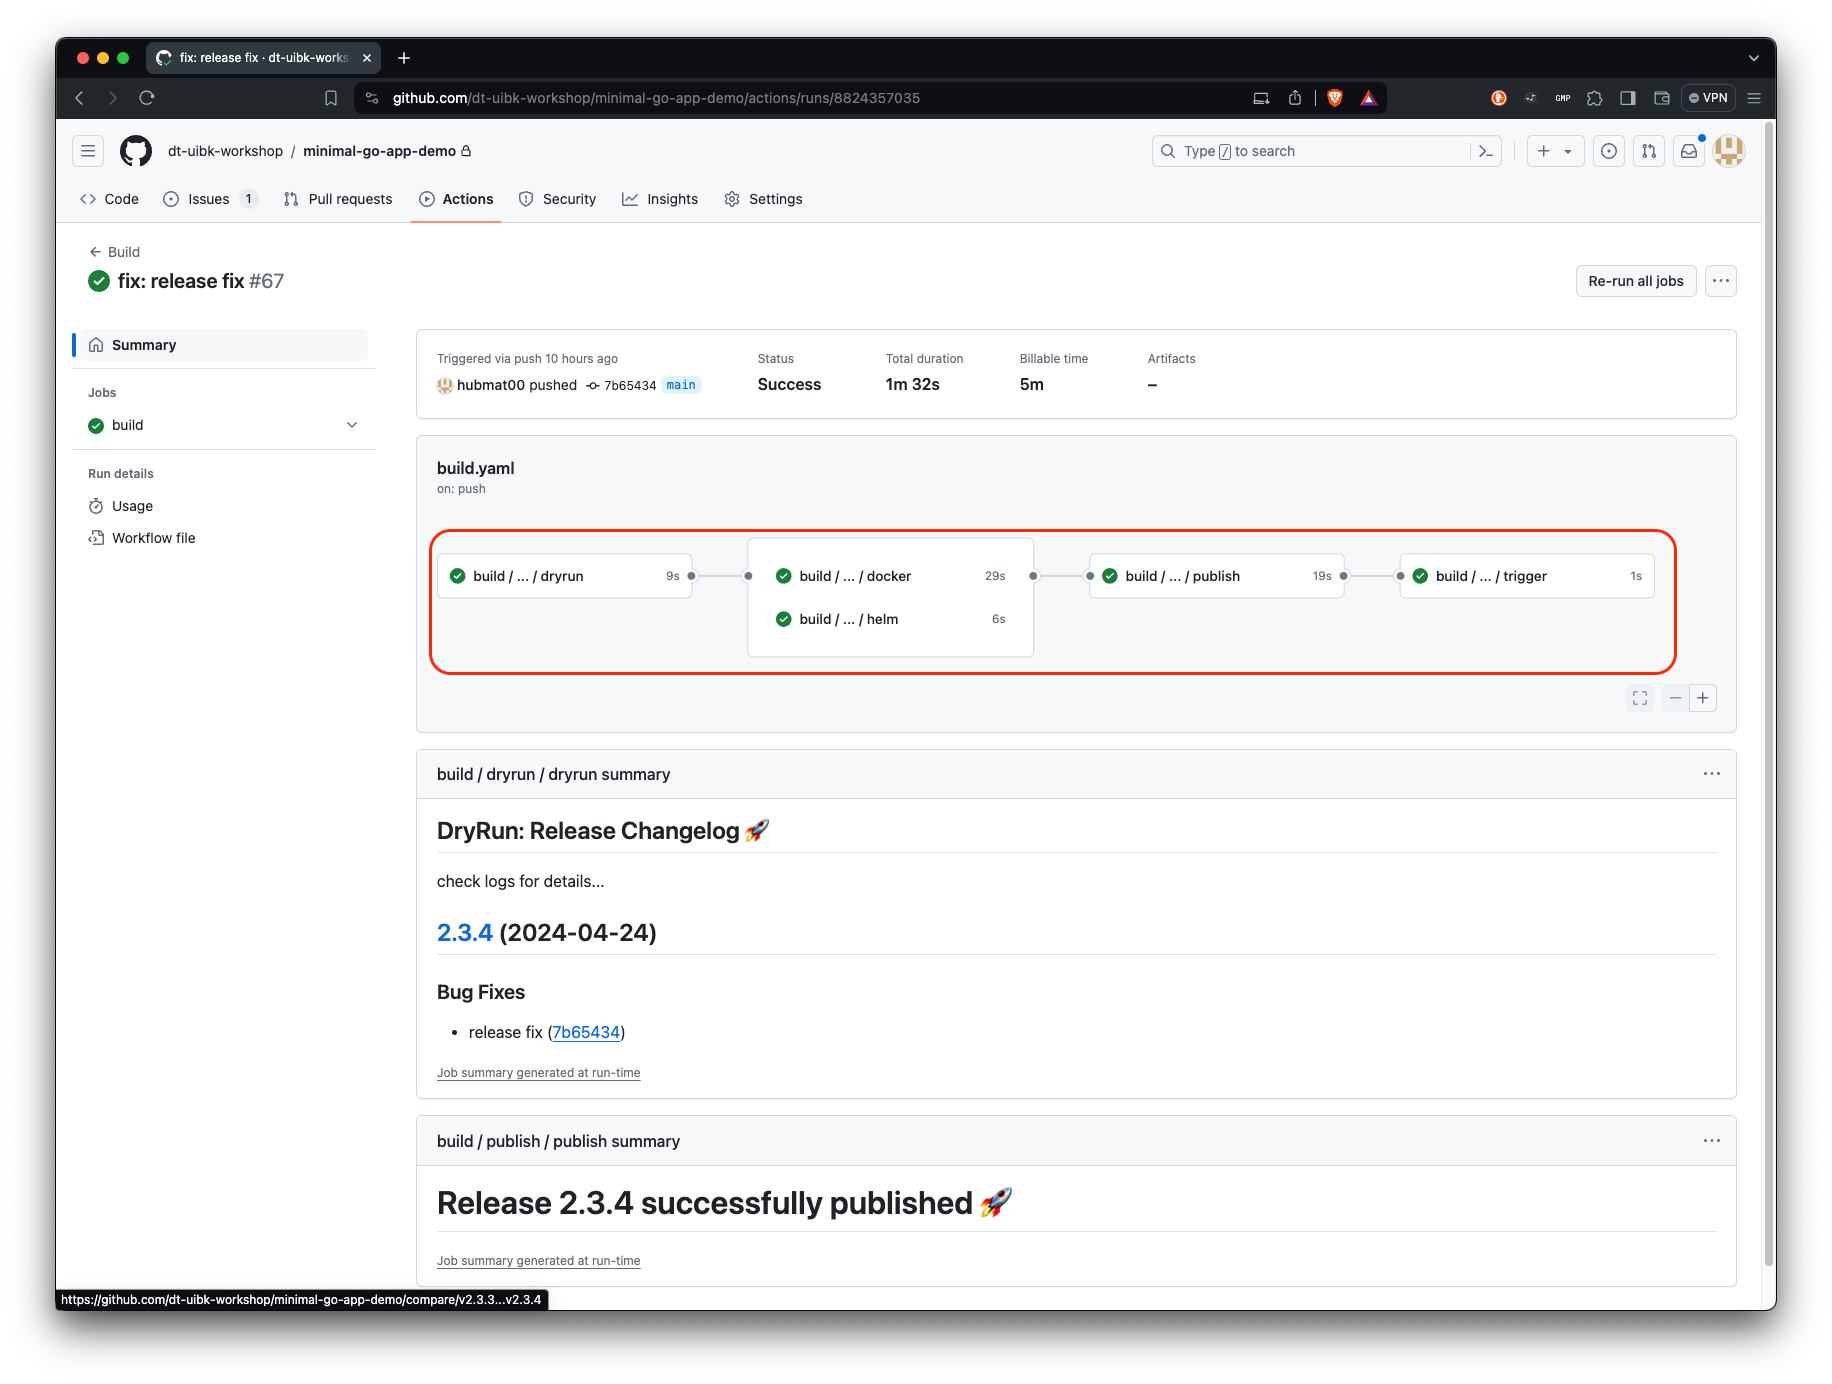 fix: release fix · dt-uibk-works
github.com/dt-uibk-workshop/minimal-go-app-demo/actions/runs/8824357035
GMP
VPN
dt-uibk-workshop / minimal-go-app-demo
Type / to search
Code
Issues 1
Pull requests
Actions
Security
Insights
Settings
← Build
fix: release fix #67
Re-run all jobs
Summary
Jobs
build
Run details
Usage
Workflow file
Triggered via push 10 hours ago
hubmat00 pushed 7b65434 main
Status
Success
Total duration
1m 32s
Billable time
5m
Artifacts
–
build.yaml
on: push
build / ... / dryrun 9s
build / ... / docker 29s
build / ... / helm 6s
build / ... / publish 19s
build / ... / trigger 1s
build / dryrun / dryrun summary
DryRun: Release Changelog 🚀
check logs for details...
2.3.4 (2024-04-24)
Bug Fixes
• release fix (7b65434)
Job summary generated at run-time
build / publish / publish summary
Release 2.3.4 successfully published 🚀
Job summary generated at run-time
https://github.com/dt-uibk-workshop/minimal-go-app-demo/compare/v2.3.3...v2.3.4